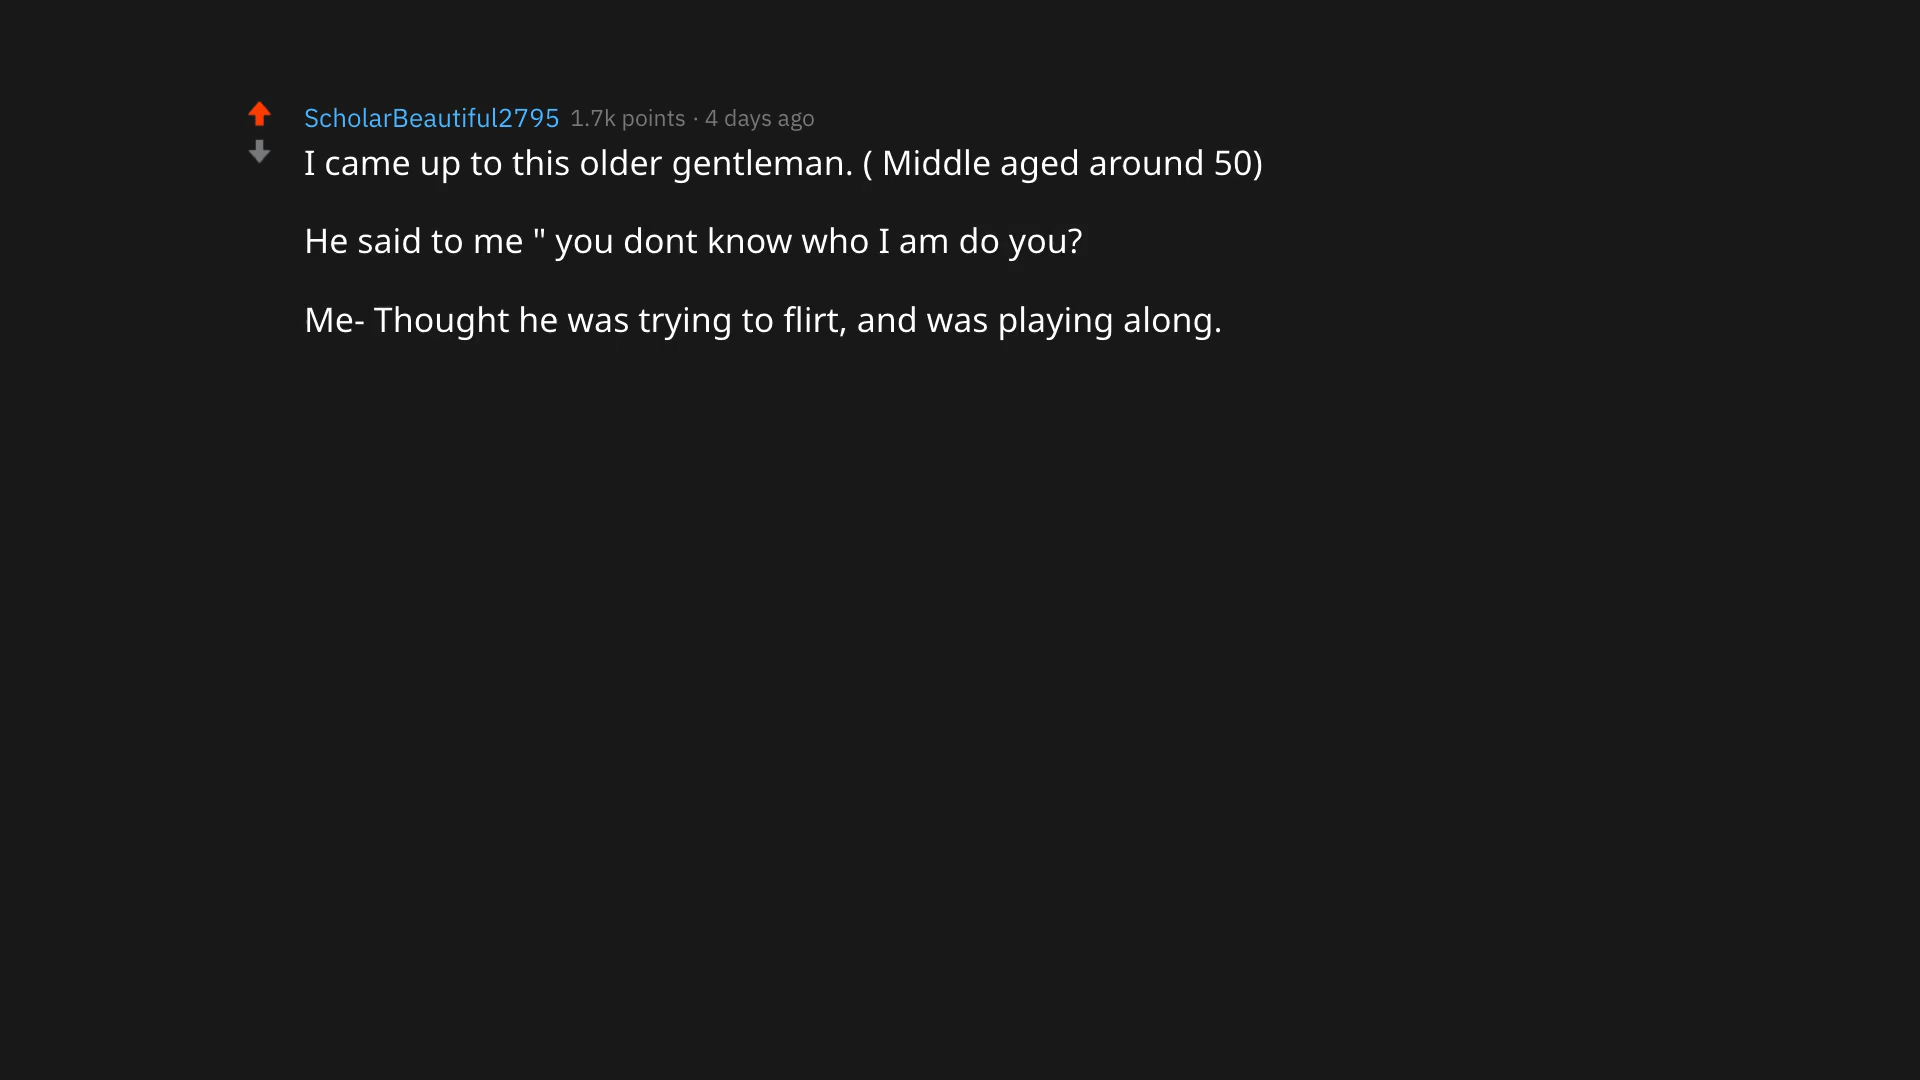 ScholarBeautiful2795 1.7k points · 4 days ago
I came up to this older gentleman. ( Middle aged around 50)
He said to me " you dont know who I am do you?
Me- Thought he was trying to flirt, and was playing along.